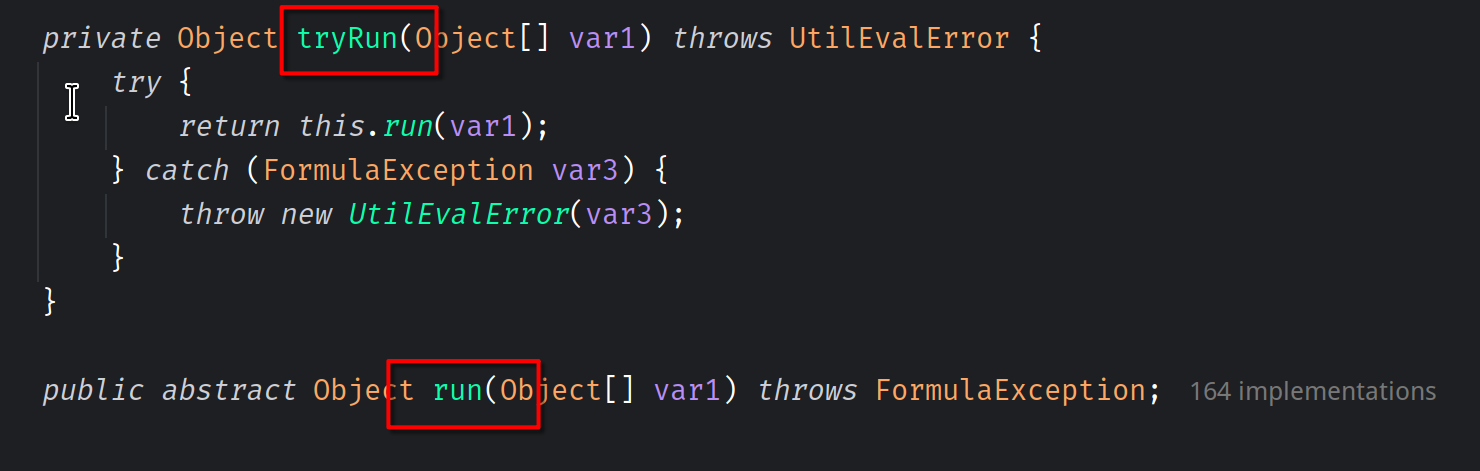 private Object tryRun(Object[] var1) throws UtilEvalError {
try {
return this.run(var1);
} catch (FormulaException var3) {
throw new UtilEvalError(var3);
}
}
public abstract Object run(Object[] var1) throws FormulaException; 164 implementations